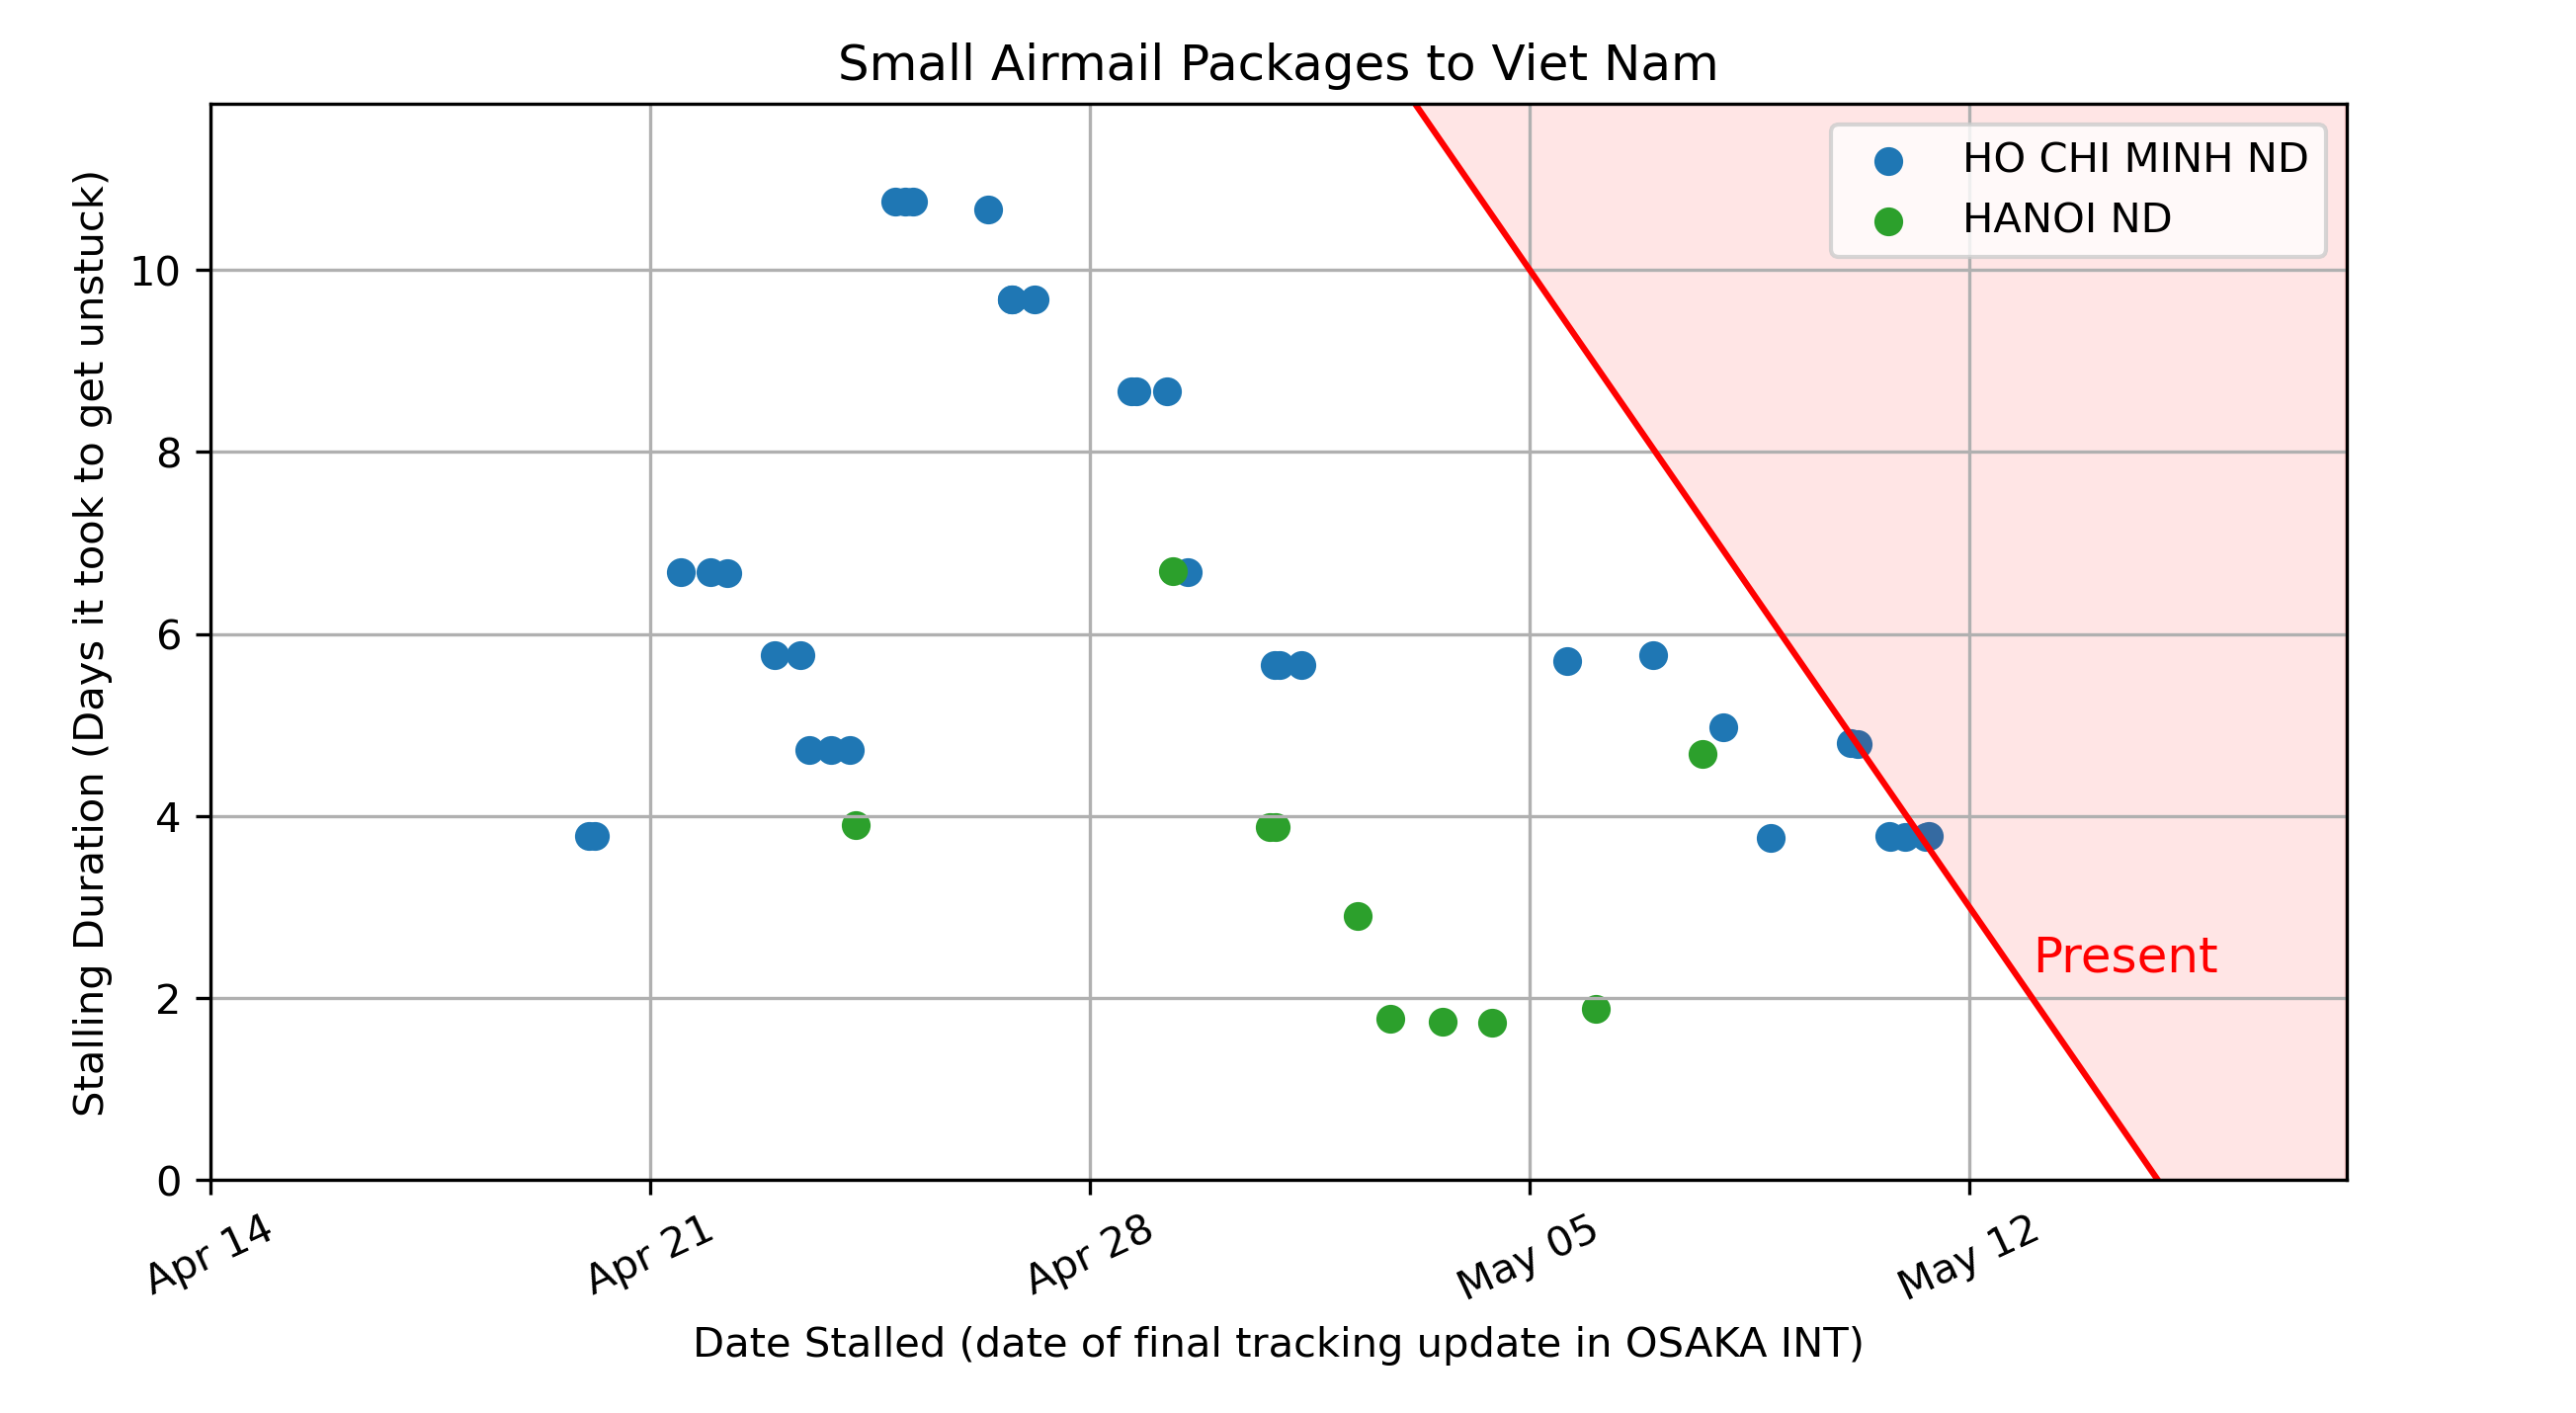 Small Airmail Packages to Viet Nam
Stalling Duration (Days it took to get unstuck)
10
8
6
4
2
0
HO CHI MINH ND
HANOI ND
Present
Apr 14
Apr 21
Apr 28
May 05
May 12
Date Stalled (date of final tracking update in OSAKA INT)